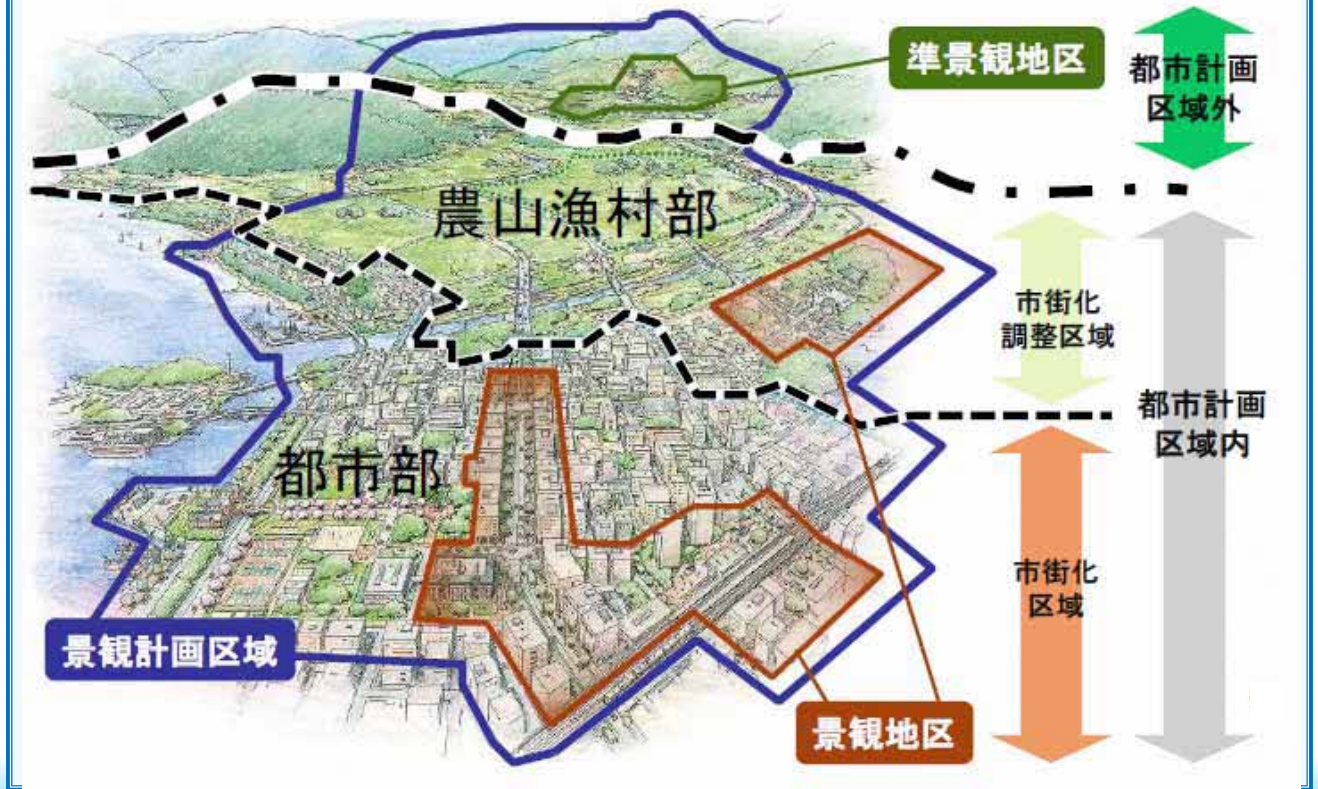 準景観地区
都市計画
区域外
農山漁村部
市街化
調整区域
都市計画
区域内
都市部
市街化
区域
景観計画区域
景観地区